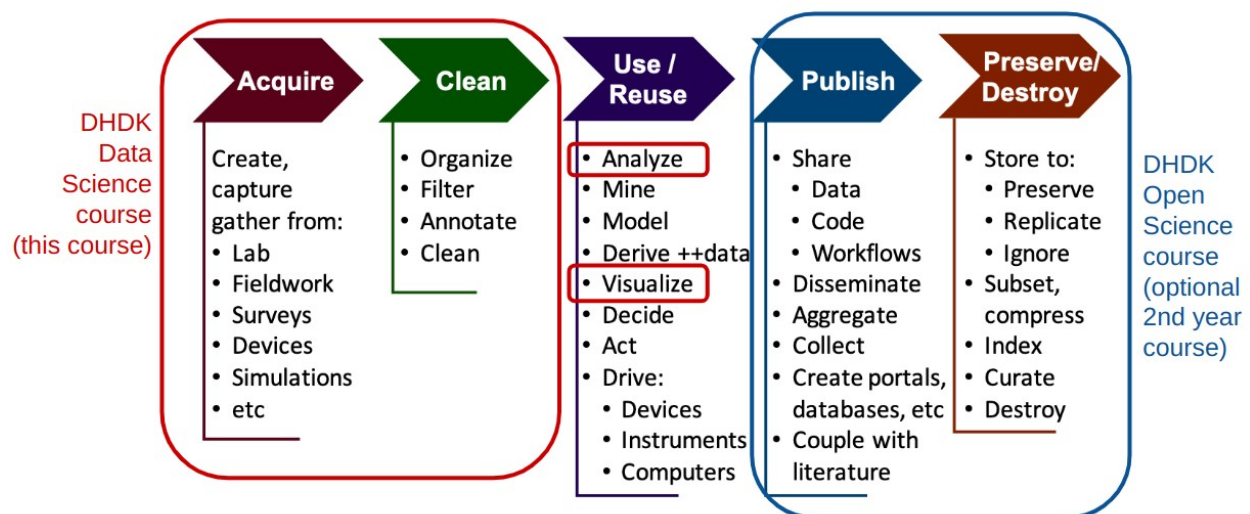 DHDK
Data
Science
course
(this course)
Acquire
Create,
capture
gather from:
• Lab
• Fieldwork
• Surveys
• Devices
• Simulations
• etc
Clean
• Organize
• Filter
• Annotate
• Clean
Use /
Reuse
• Analyze
• Mine
• Model
• Derive ++data
• Visualize
• Decide
• Act
• Drive:
• Devices
• Instruments
• Computers
Publish
• Share
• Data
• Code
• Workflows
• Disseminate
• Aggregate
• Collect
• Create portals,
databases, etc
• Couple with
literature
Preserve/
Destroy
• Store to:
• Preserve
• Replicate
• Ignore
• Subset,
compress
• Index
• Curate
• Destroy
DHDK
Open
Science
course
(optional
2nd year
course)